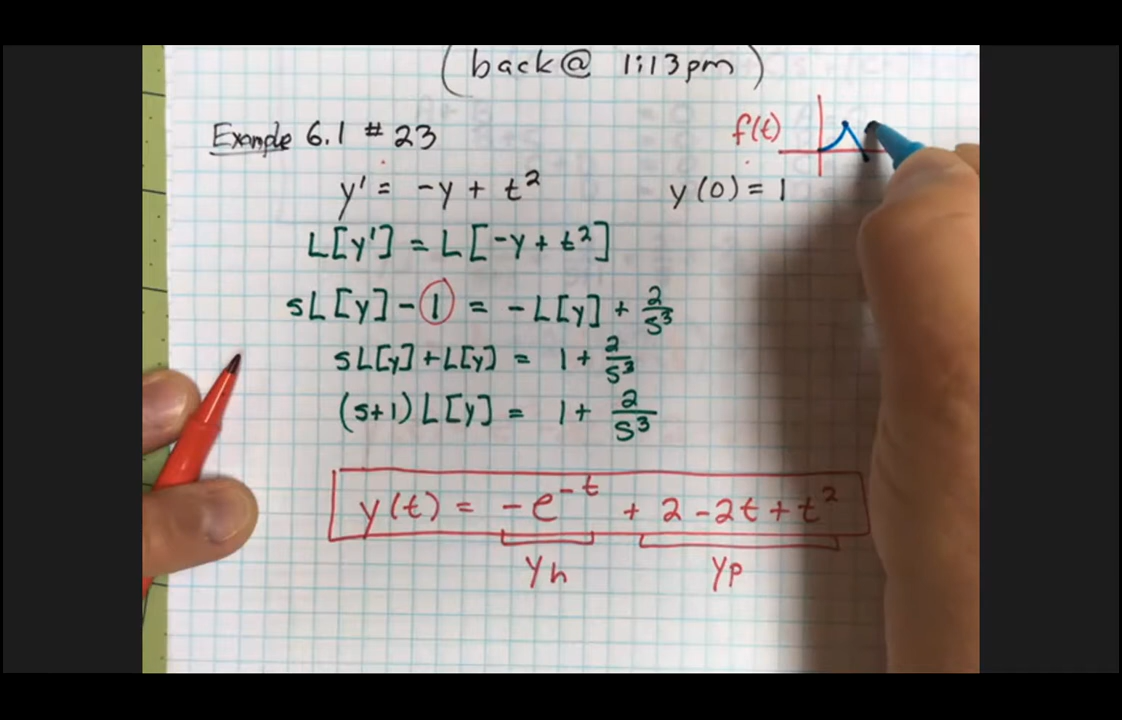 (back@ 1:13pm)
Example 6.1 # 23
f(t)
y' = -y + t²
y(0) = 1
L[y'] = L[-y + t²]
sL[y] - 1 = -L[y] + 2/s³
sL[y] + L[y] = 1 + 2/s³
(s+1) L[y] = 1 + 2/s³
y(t) = -e^-t + 2 - 2t + t²
yh
yp